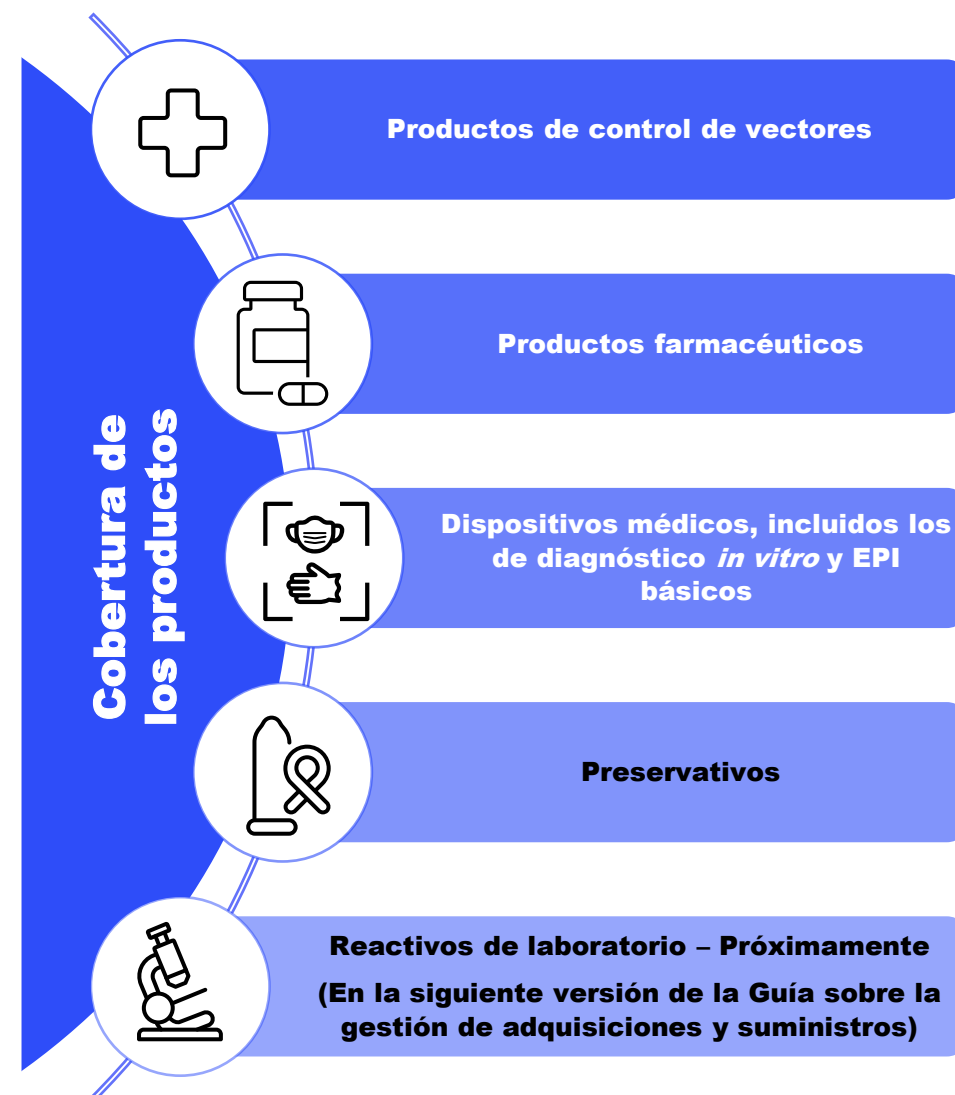 Cobertura de
los productos
Productos de control de vectores
Productos farmacéuticos
Dispositivos médicos, incluidos los
de diagnóstico in vitro y EPI
básicos
Preservativos
Reactivos de laboratorio – Próximamente
(En la siguiente versión de la Guía sobre la
gestión de adquisiciones y suministros)